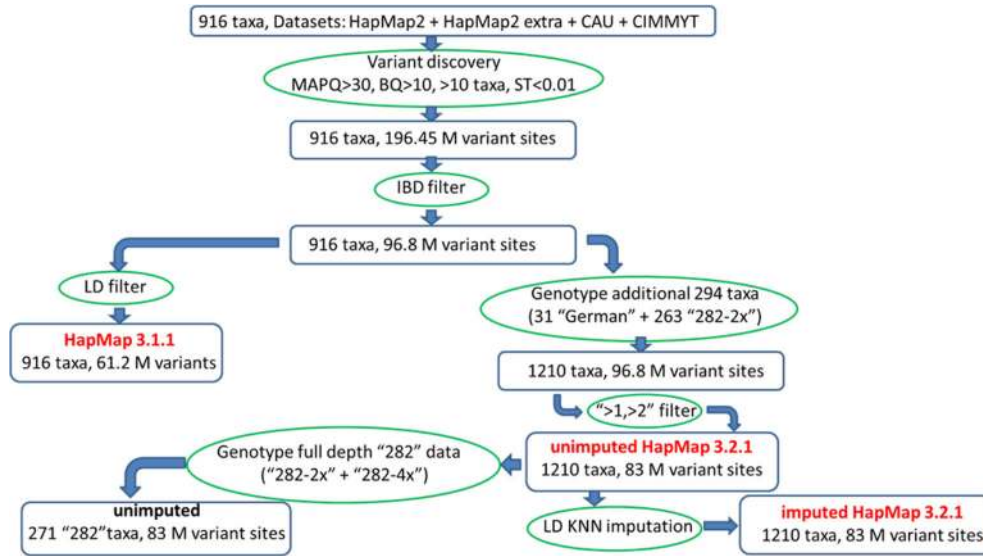 916 taxa, Datasets: HapMap2 + HapMap2 extra + CAU + CIMMYT
Variant discovery
MAPQ>30, BQ>10, >10 taxa, ST<0.01
916 taxa, 196.45 M variant sites
IBD filter
916 taxa, 96.8 M variant sites
LD filter
HapMap 3.1.1
916 taxa, 61.2 M variants
Genotype additional 294 taxa
(31 “German” + 263 “282-2x”)
1210 taxa, 96.8 M variant sites
“>1,>2” filter
unimputed HapMap 3.2.1
1210 taxa, 83 M variant sites
Genotype full depth “282” data
(“282-2x” + “282-4x”)
unimputed
271 “282”taxa, 83 M variant sites
LD KNN imputation
imputed HapMap 3.2.1
1210 taxa, 83 M variant sites